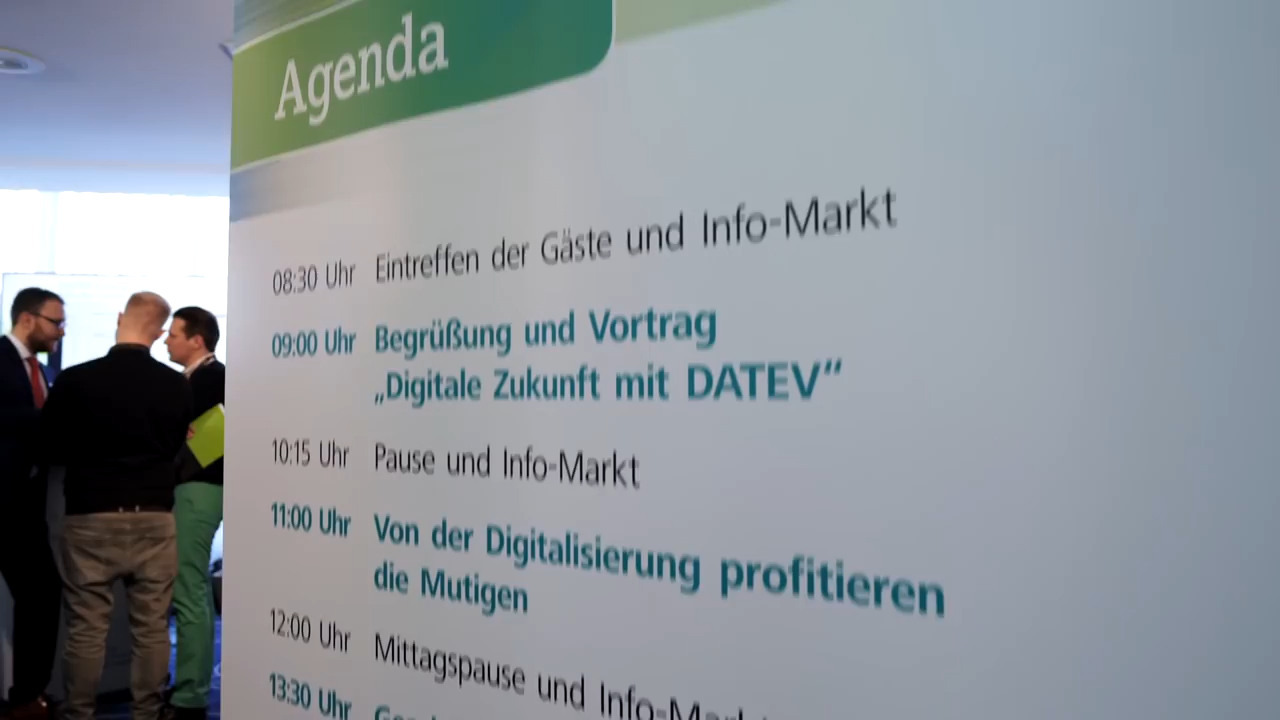 Agenda
08:30 Uhr Eintreffen der Gäste und Info-Markt
09:00 Uhr Begrüßung und Vortrag
„Digitale Zukunft mit DATEV“
10:15 Uhr Pause und Info-Markt
11:00 Uhr Von der Digitalisierung profitieren
die Mutigen
12:00 Uhr Mittagspause und Info-Markt
13:30 Uhr